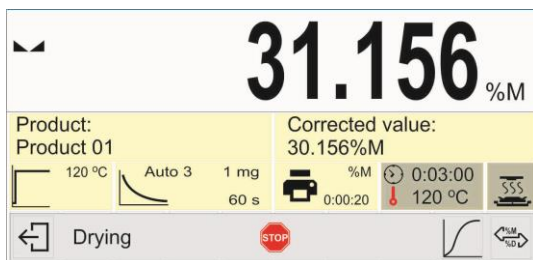 31.156 %M
Product:
Product 01
Corrected value:
30.156%M
120 ºC
Auto 3 1 mg
60 s
%M
0:00:20
0:03:00
120 ºC
Drying
STOP
%M
%D